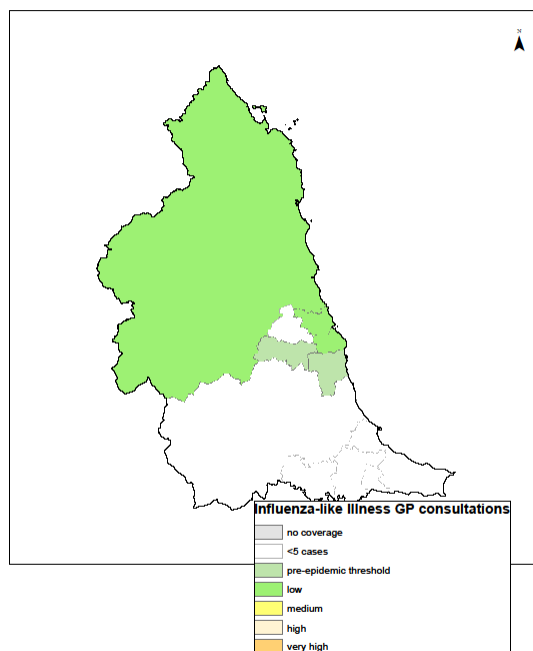 N
Influenza-like Illness GP consultations
no coverage
<5 cases
pre-epidemic threshold
low
medium
high
very high